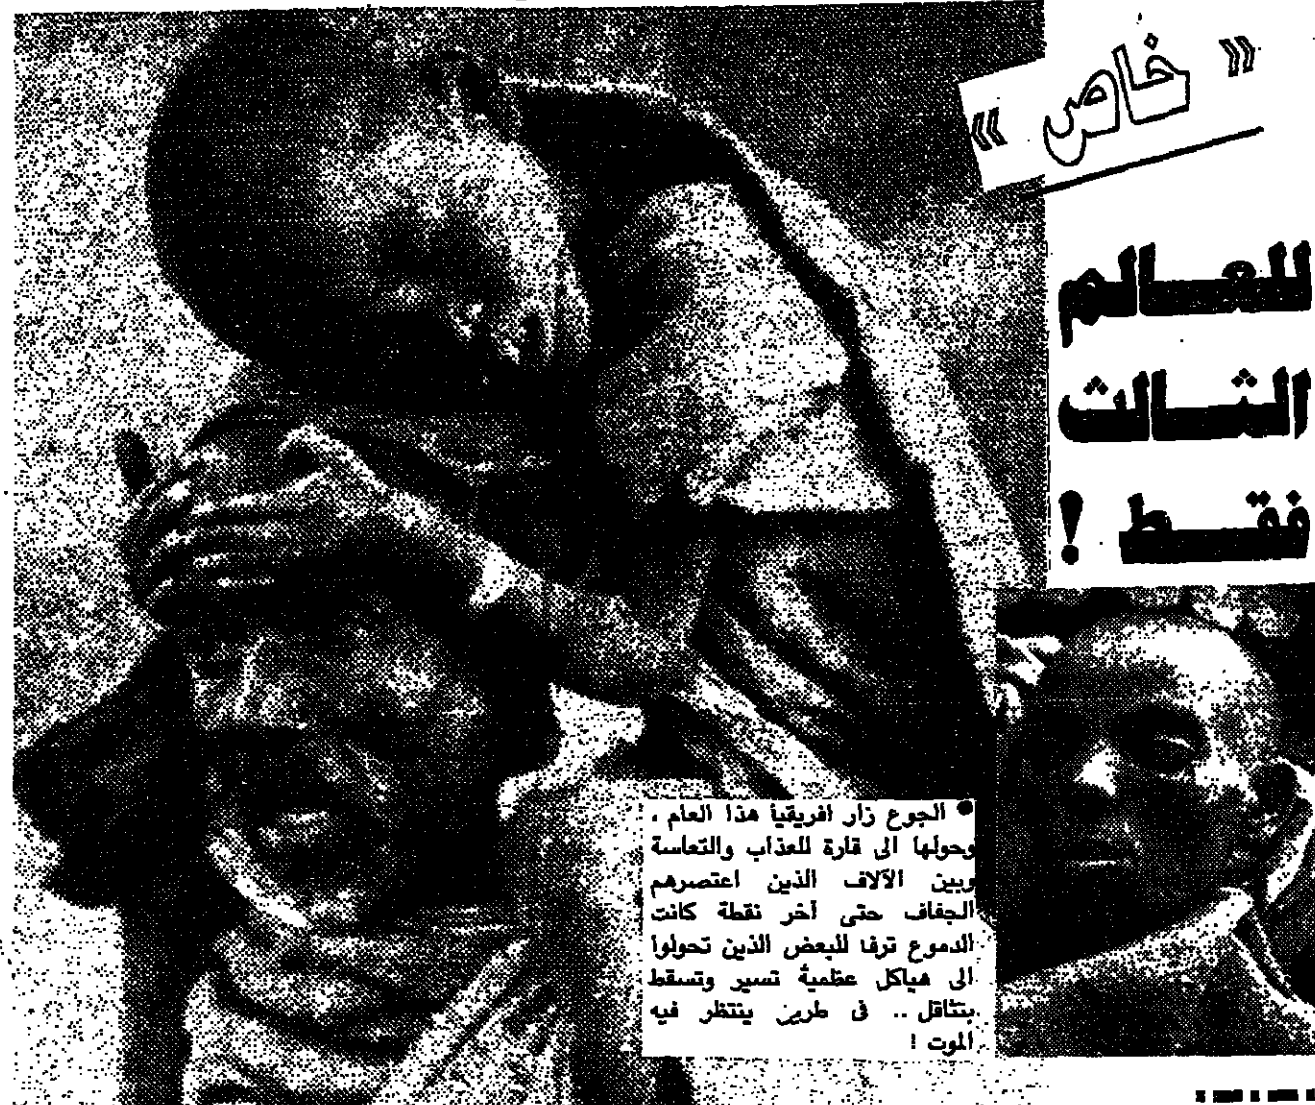 « خاص »
للعالم
الثالث
فقط !
● الجوع زار افريقيا هذا العام ،
وحولها الى قارة للعذاب والتعاسة
وبين الآلاف الذين اعتصرهم
الجفاف حتى أخر نقطة كانت
الدموع ترفا للبعض الذين تحولوا
الى هياكل عظمية تسير وتسقط
بتثاقل .. فى طريق ينتظر فيه
الموت !